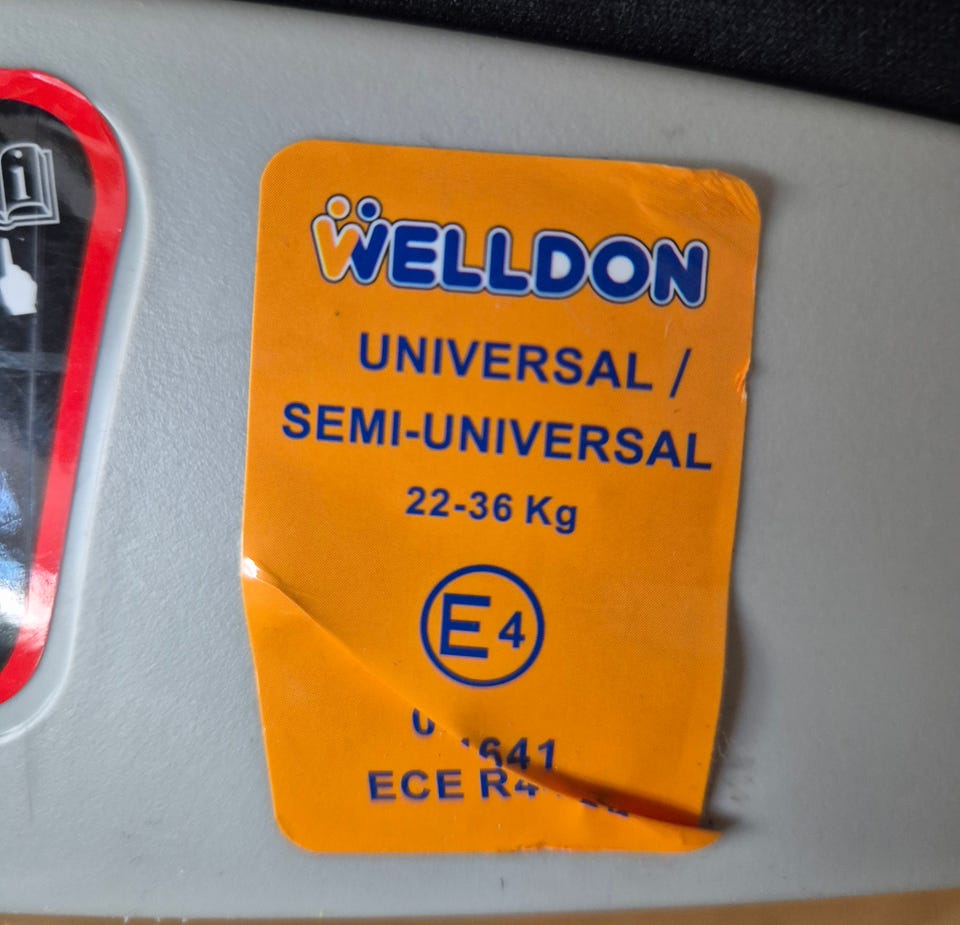 i
WELLDON
UNIVERSAL /
SEMI-UNIVERSAL
22-36 Kg
E4
ECE